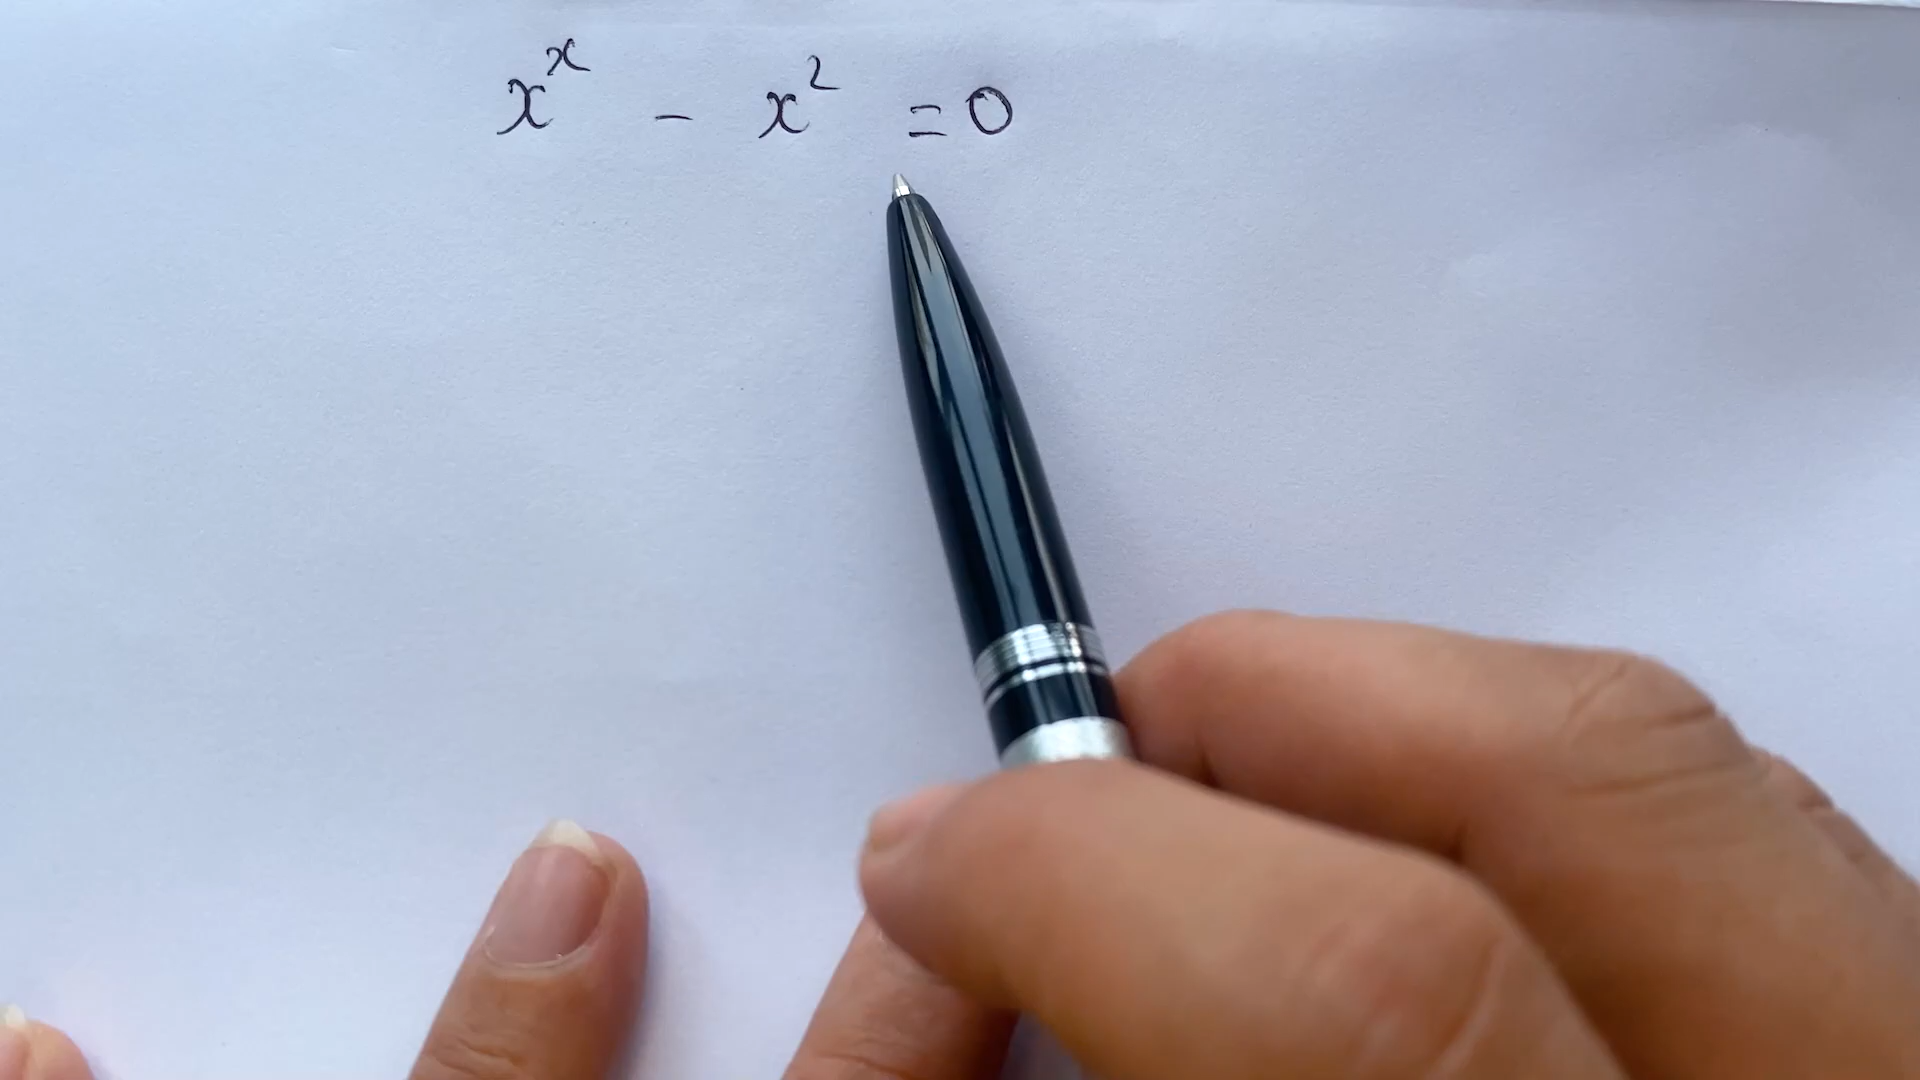 x^x - x^2 = 0